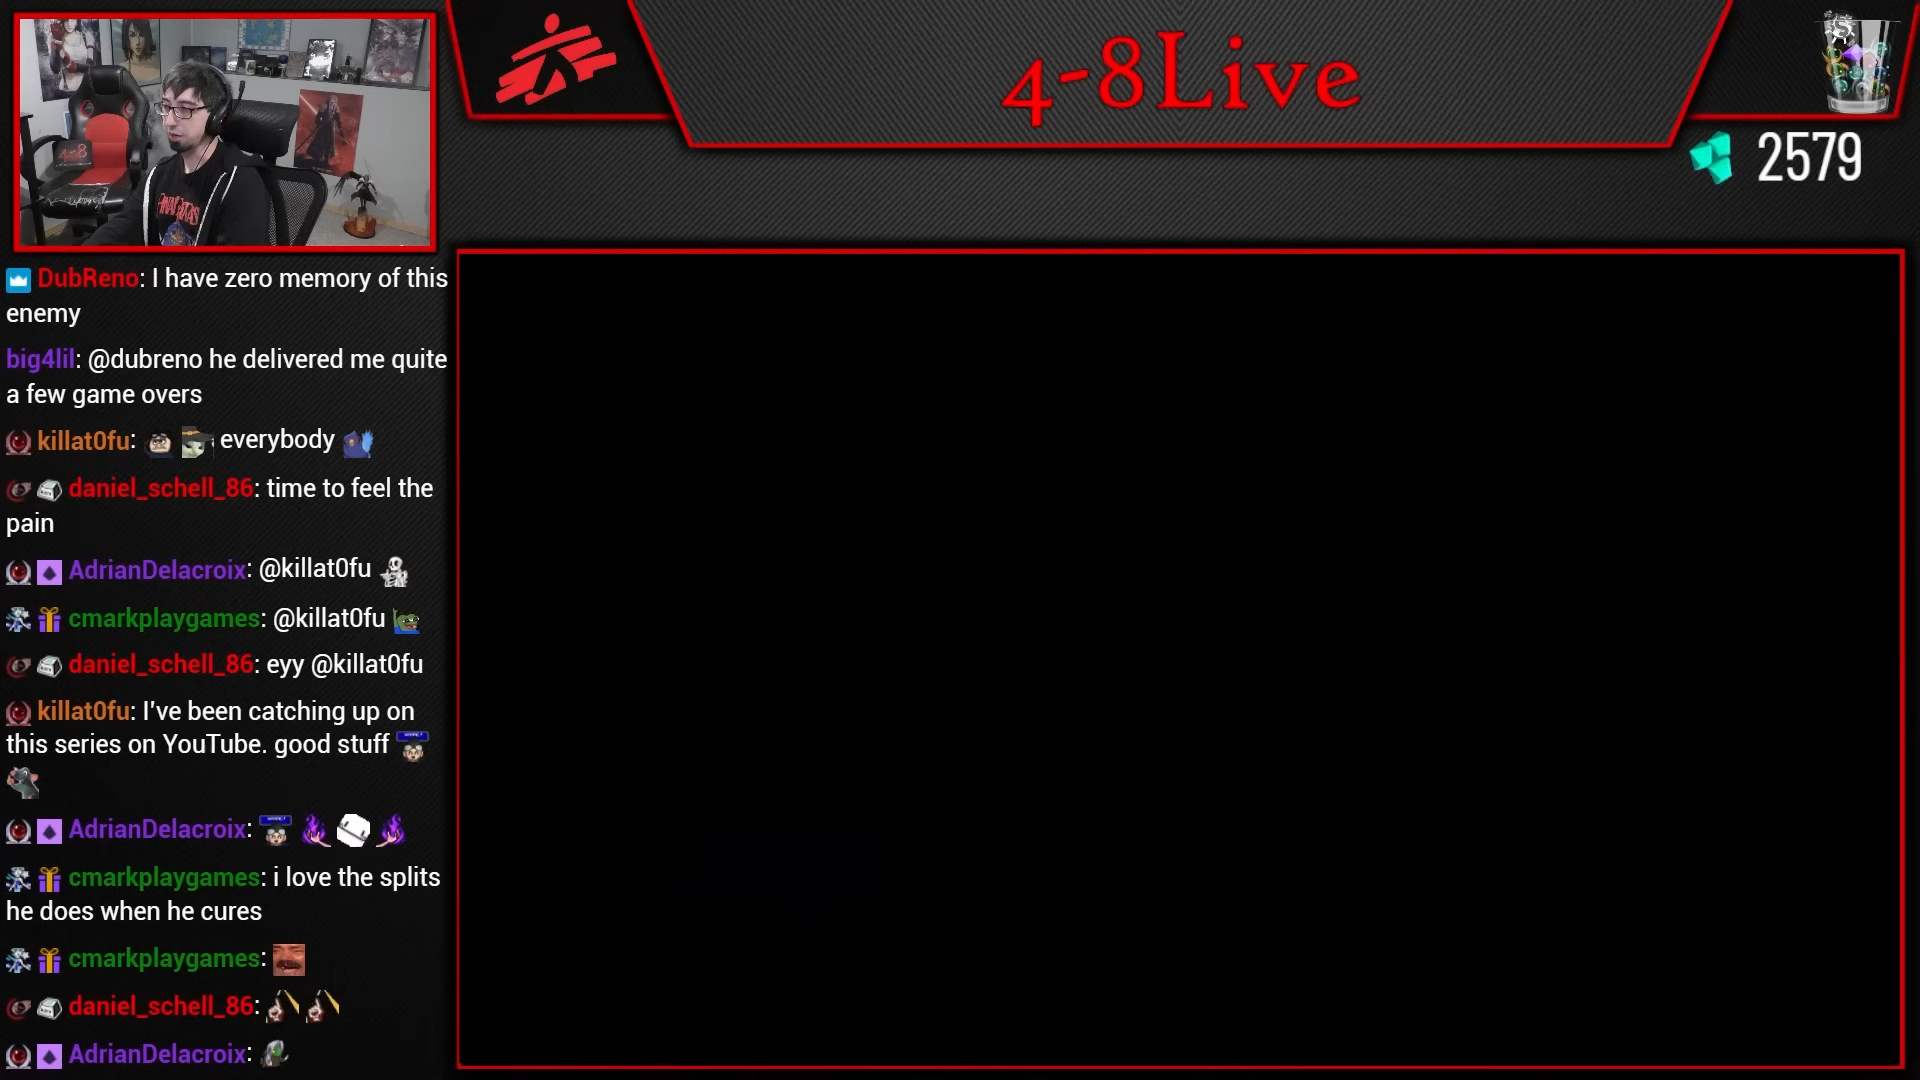 4-8Live
2579
4-8
DubReno: I have zero memory of this
enemy
big4lil: @dubreno he delivered me quite
a few game overs
killat0fu: everybody
daniel_schell_86: time to feel the
pain
AdrianDelacroix: @killat0fu
cmarkplaygames: @killat0fu
daniel_schell_86: eyy @killat0fu
killat0fu: I've been catching up on
this series on YouTube. good stuff
AdrianDelacroix:
cmarkplaygames: i love the splits
he does when he cures
cmarkplaygames:
daniel_schell_86:
AdrianDelacroix: